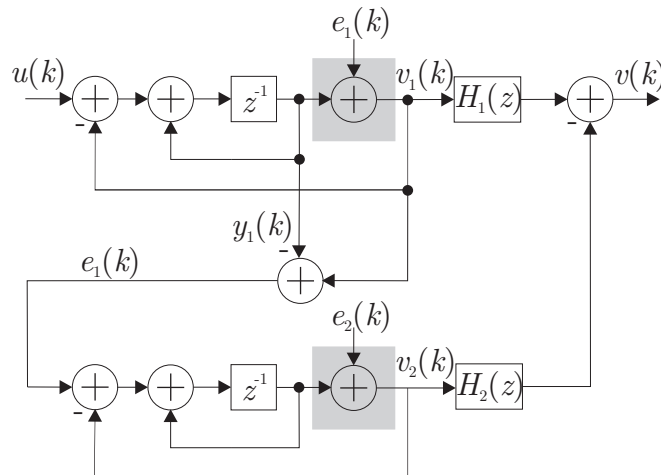 e₁(k)
u(k) + + z⁻¹ + v₁(k) H₁(z) + v(k)
- -
y₁(k) -
e₁(k) +
e₂(k)
+ + z⁻¹ + v₂(k) H₂(z)
-